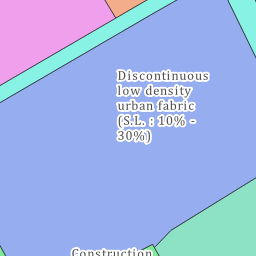 Discontinuous
low density
urban fabric
(S.L. : 10% -
30%)
Construction